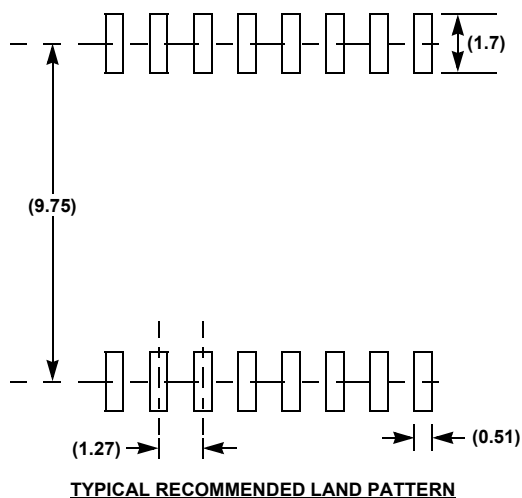 (1.7)
(9.75)
(1.27)
(0.51)
TYPICAL RECOMMENDED LAND PATTERN